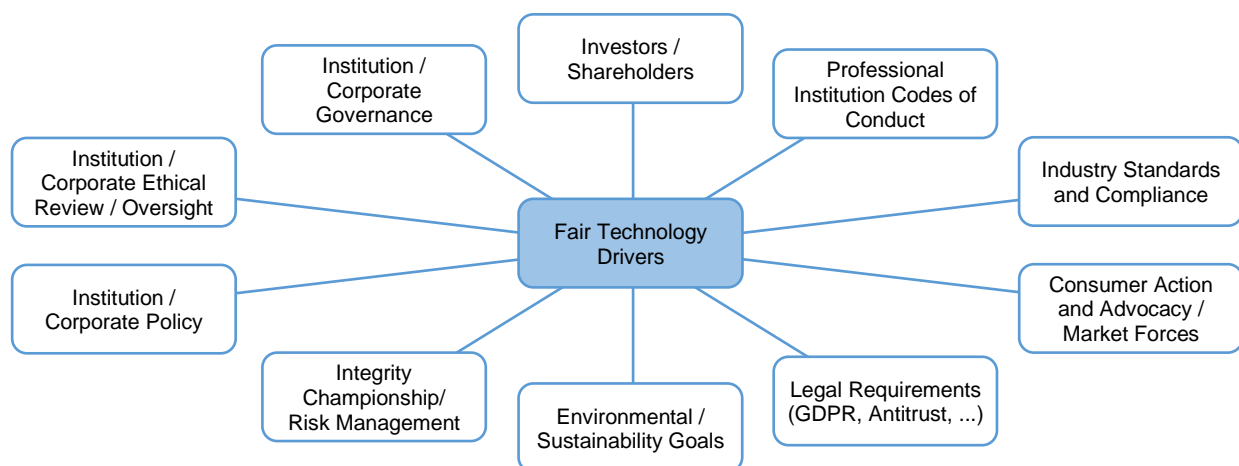 Investors /
Shareholders
Institution /
Corporate
Governance
Professional
Institution Codes of
Conduct
Institution /
Corporate Ethical
Review / Oversight
Industry Standards
and Compliance
Fair Technology
Drivers
Institution /
Corporate Policy
Consumer Action
and Advocacy /
Market Forces
Integrity
Championship/
Risk Management
Environmental /
Sustainability Goals
Legal Requirements
(GDPR, Antitrust, ...)